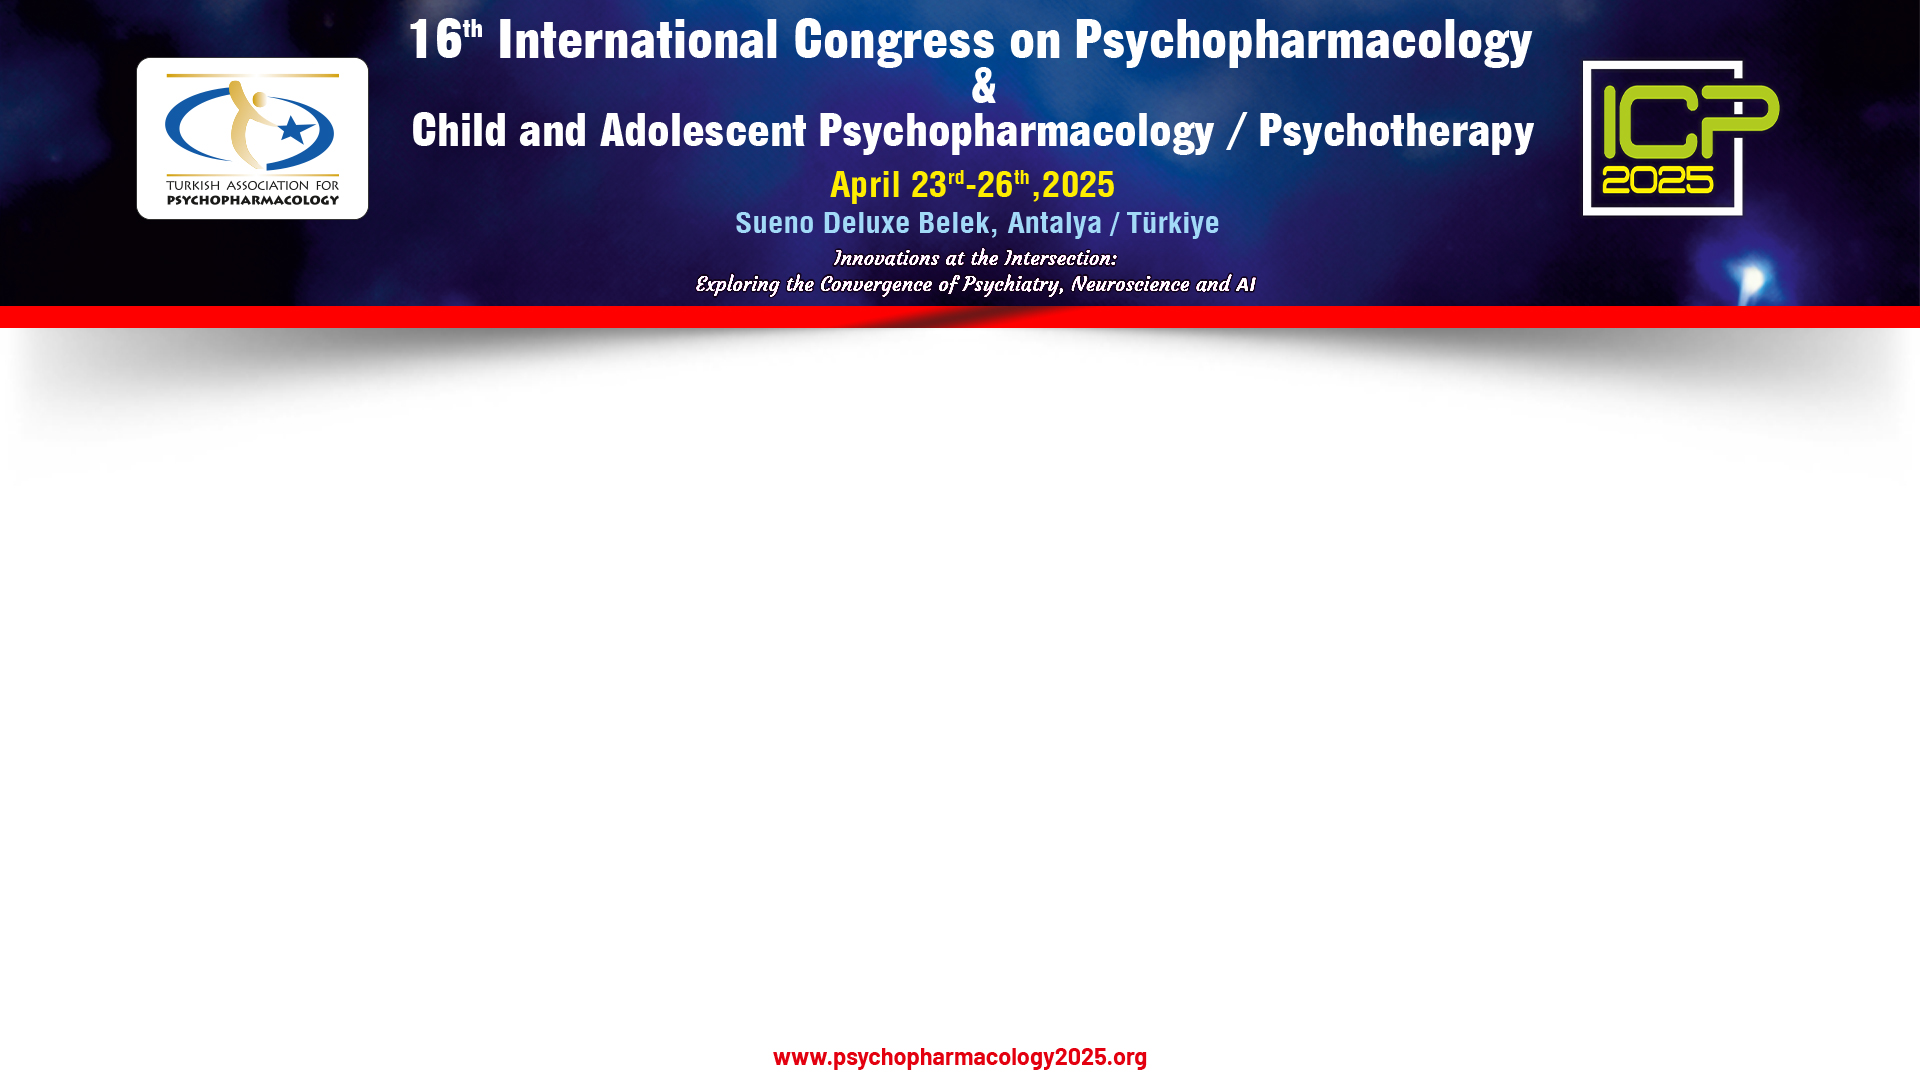 16th International Congress on Psychopharmacology
&
Child and Adolescent Psychopharmacology / Psychotherapy
April 23rd-26th,2025
Sueno Deluxe Belek, Antalya / Türkiye
Innovations at the Intersection:
Exploring the Convergence of Psychiatry, Neuroscience and AI
TURKISH ASSOCIATION FOR
PSYCHOPHARMACOLOGY
ICP
2025
www.psychopharmacology2025.org